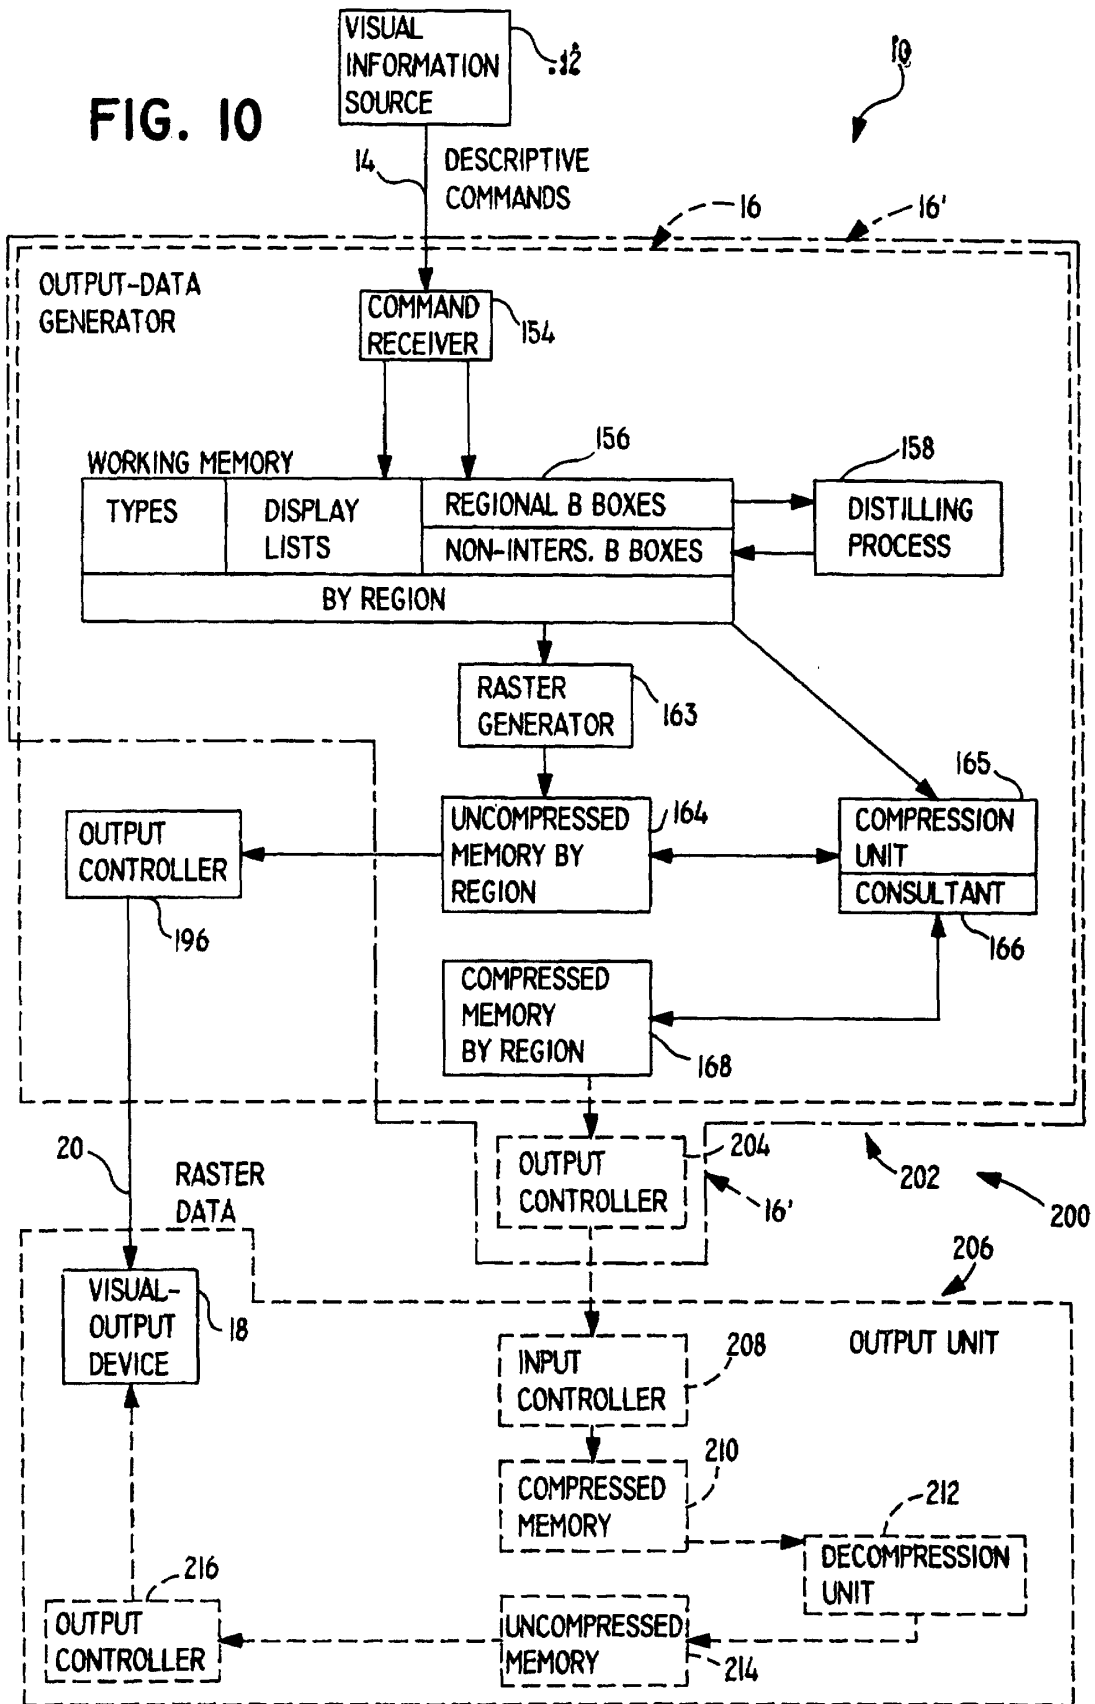 VISUAL
INFORMATION
SOURCE
.12
10
FIG. 10
14
DESCRIPTIVE
COMMANDS
16
16'
OUTPUT-DATA
GENERATOR
COMMAND
RECEIVER
154
WORKING MEMORY
156
158
TYPES
DISPLAY
LISTS
REGIONAL B BOXES
NON-INTERS. B BOXES
DISTILLING
PROCESS
BY REGION
RASTER
GENERATOR
163
165
OUTPUT
CONTROLLER
196
UNCOMPRESSED
MEMORY BY
REGION
164
COMPRESSION
UNIT
CONSULTANT
166
COMPRESSED
MEMORY
BY REGION
168
20
RASTER
DATA
OUTPUT
CONTROLLER
204
16'
202
200
206
VISUAL-
OUTPUT
DEVICE
18
OUTPUT UNIT
INPUT
CONTROLLER
208
COMPRESSED
MEMORY
210
212
DECOMPRESSION
UNIT
216
OUTPUT
CONTROLLER
UNCOMPRESSED
MEMORY
214